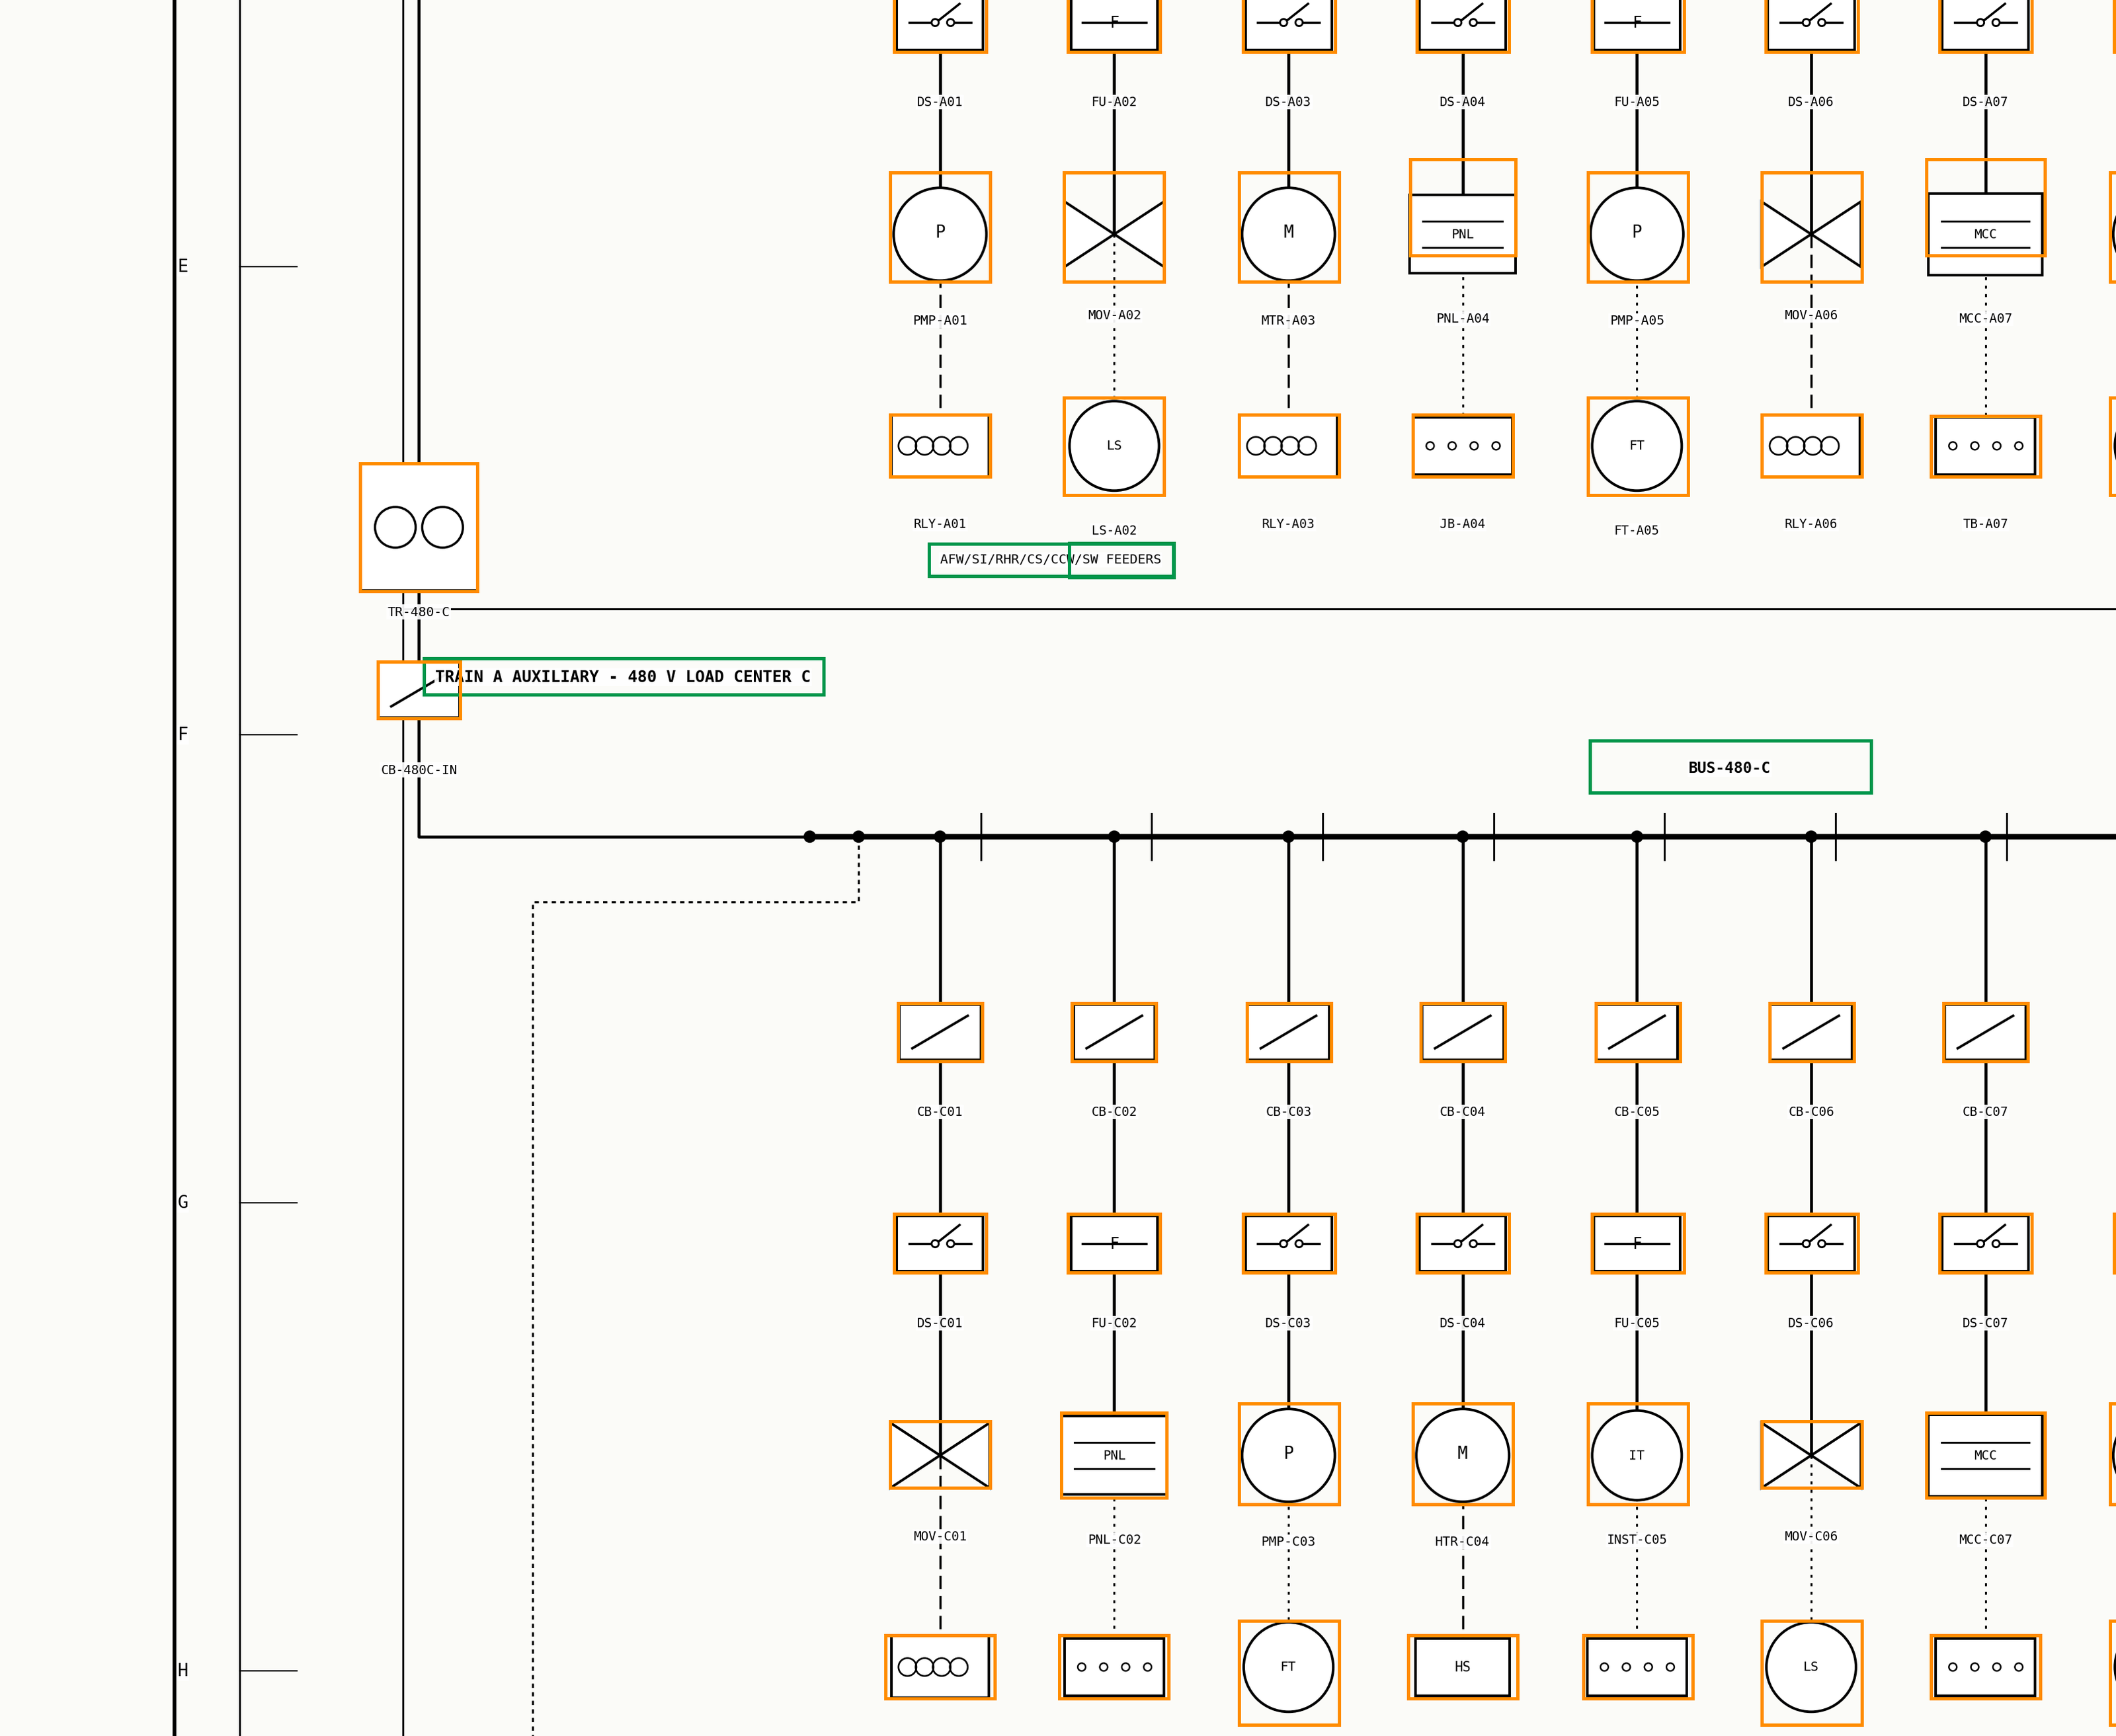 F F
DS-A01 FU-A02 DS-A03 DS-A04 FU-A05 DS-A06 DS-A07
P M PNL P MCC
E
PMP-A01 MOV-A02 MTR-A03 PNL-A04 PMP-A05 MOV-A06 MCC-A07
LS FT
RLY-A01 LS-A02 RLY-A03 JB-A04 FT-A05 RLY-A06 TB-A07
AFW/SI/RHR/CS/CCW/SW FEEDERS
TR-480-C
TRAIN A AUXILIARY - 480 V LOAD CENTER C
F
CB-480C-IN
BUS-480-C
CB-C01 CB-C02 CB-C03 CB-C04 CB-C05 CB-C06 CB-C07
G
F F
DS-C01 FU-C02 DS-C03 DS-C04 FU-C05 DS-C06 DS-C07
PNL P M IT MCC
MOV-C01 PNL-C02 PMP-C03 HTR-C04 INST-C05 MOV-C06 MCC-C07
H
FT HS LS